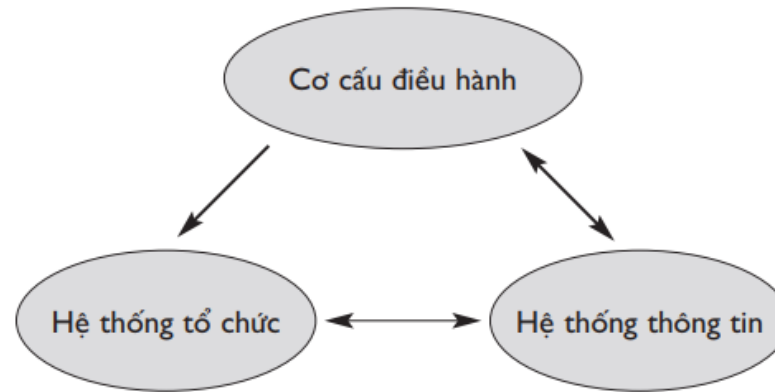 Cơ cấu điều hành
Hệ thống tổ chức
Hệ thống thông tin